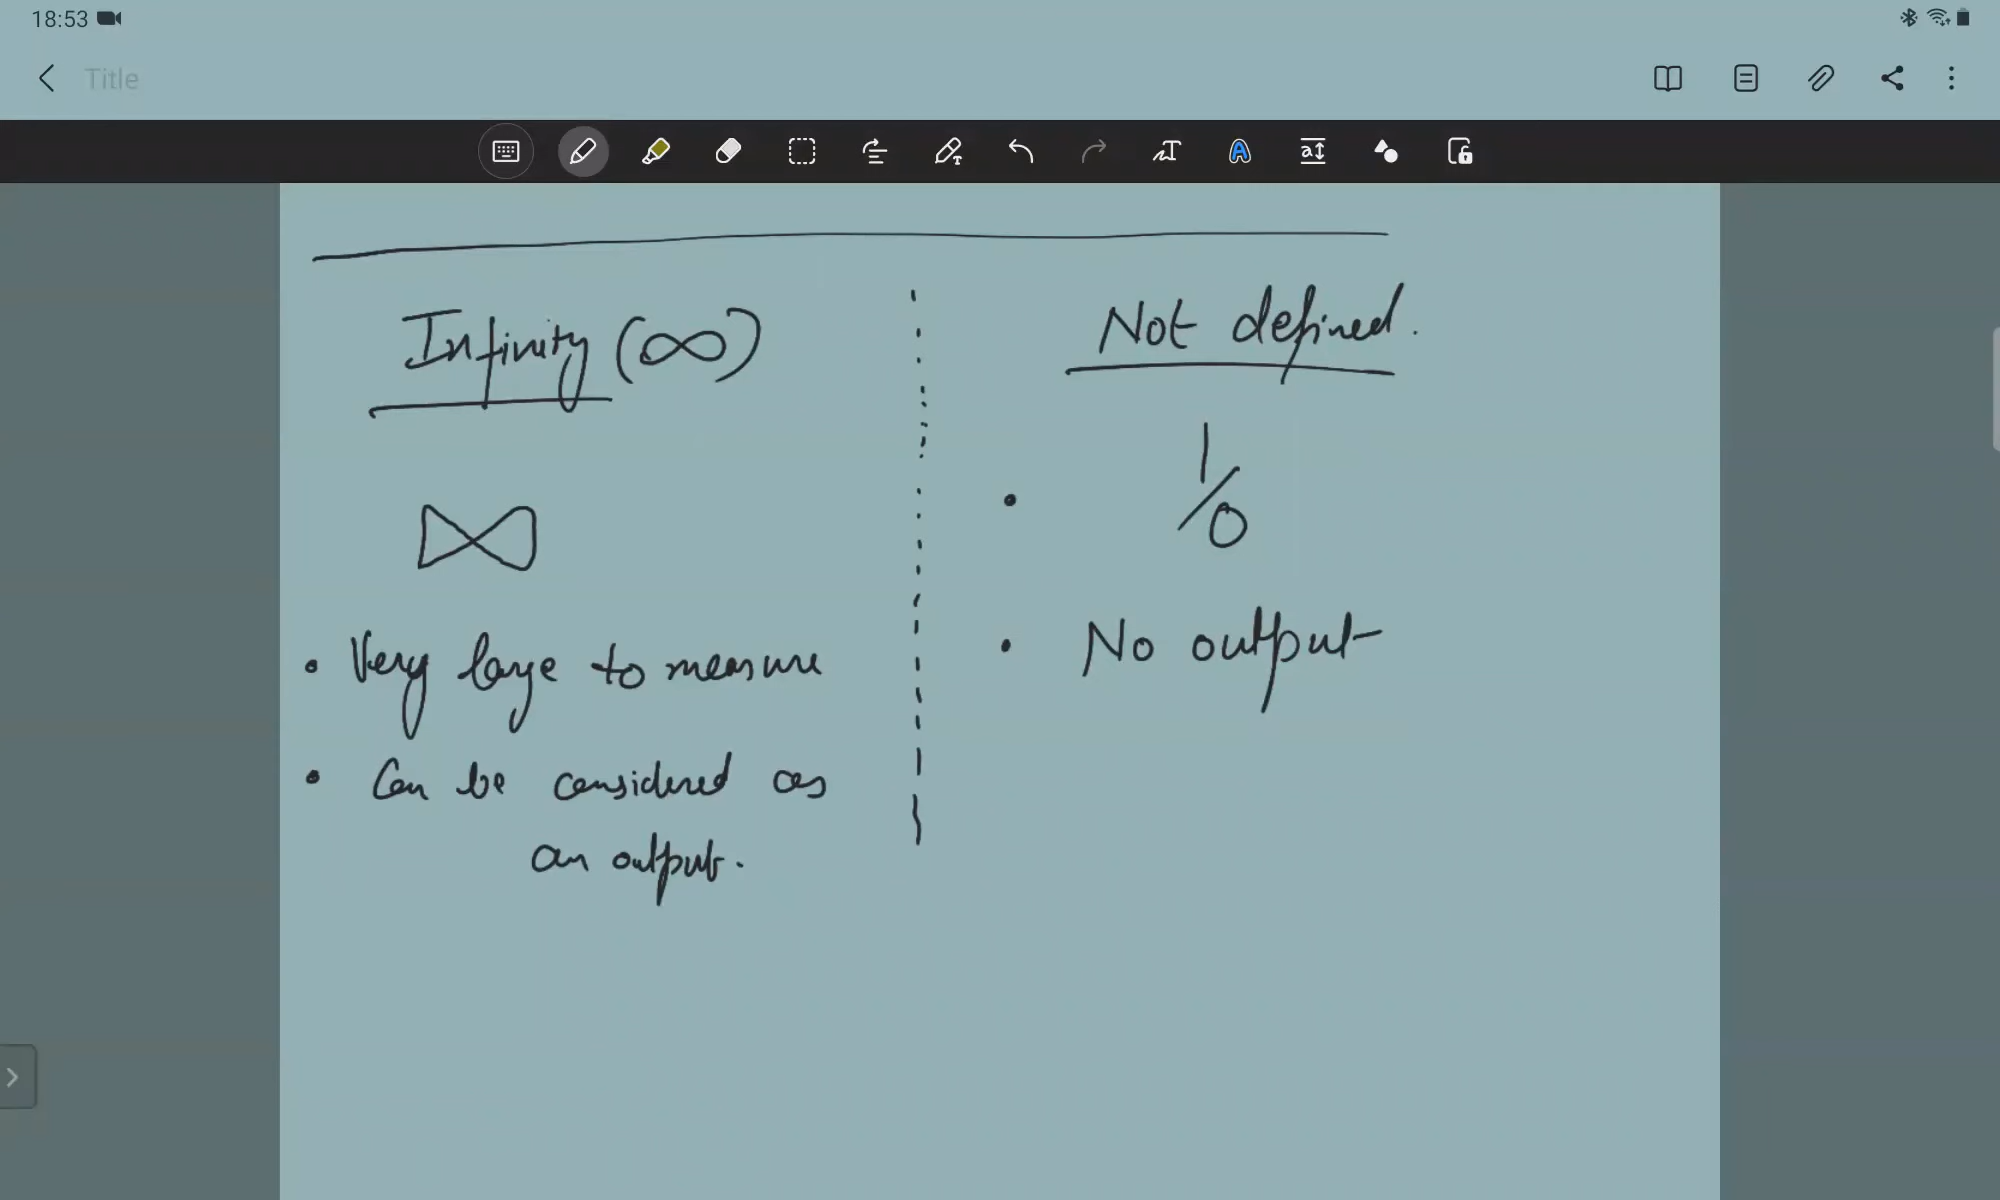 18:53
Title
Infinity (∞)
Not defined.
1/0
• Very large to measure
• No output
• Can be considered as
an output.